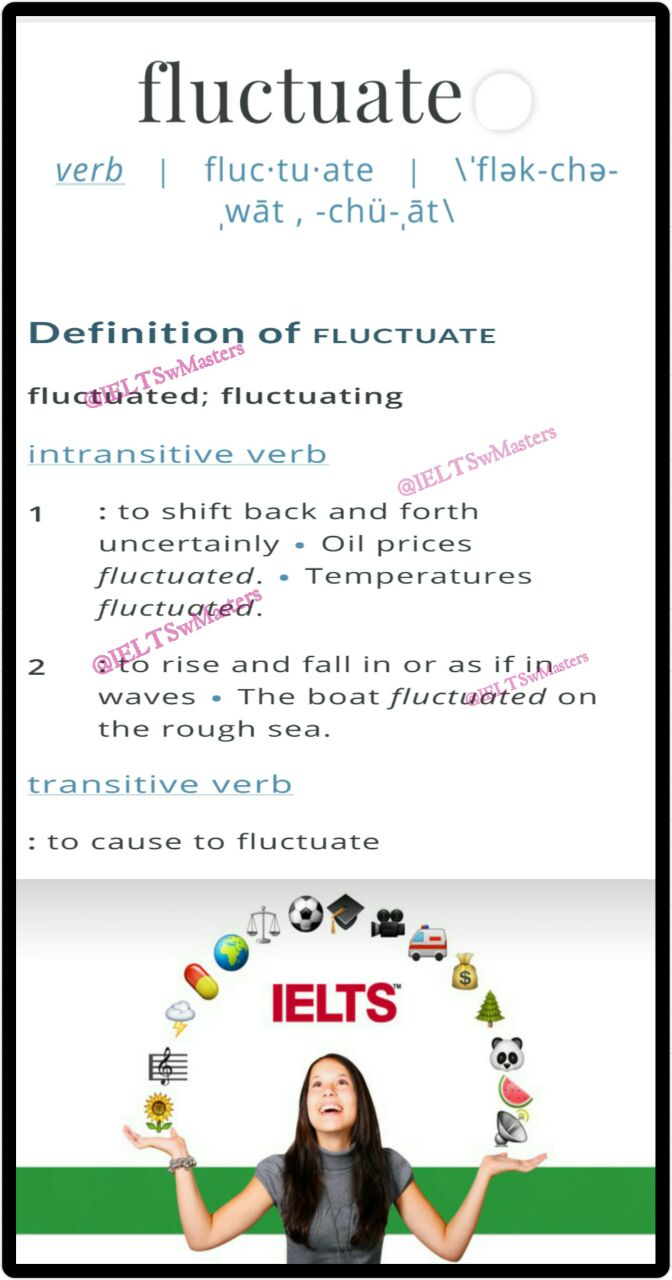 fluctuate
verb | fluc·tu·ate | \ˈflək-chə-
ˌwāt , -chü-ˌāt\
Definition of FLUCTUATE
@IELTSwMasters
fluctuated; fluctuating
intransitive verb
@IELTSwMasters
1 : to shift back and forth
uncertainly • Oil prices
fluctuated. • Temperatures
fluctuated.
@IELTSwMasters
2 : to rise and fall in or as if in
@IELTSwMasters
waves • The boat fluctuated on
the rough sea.
transitive verb
: to cause to fluctuate
$
IELTS™